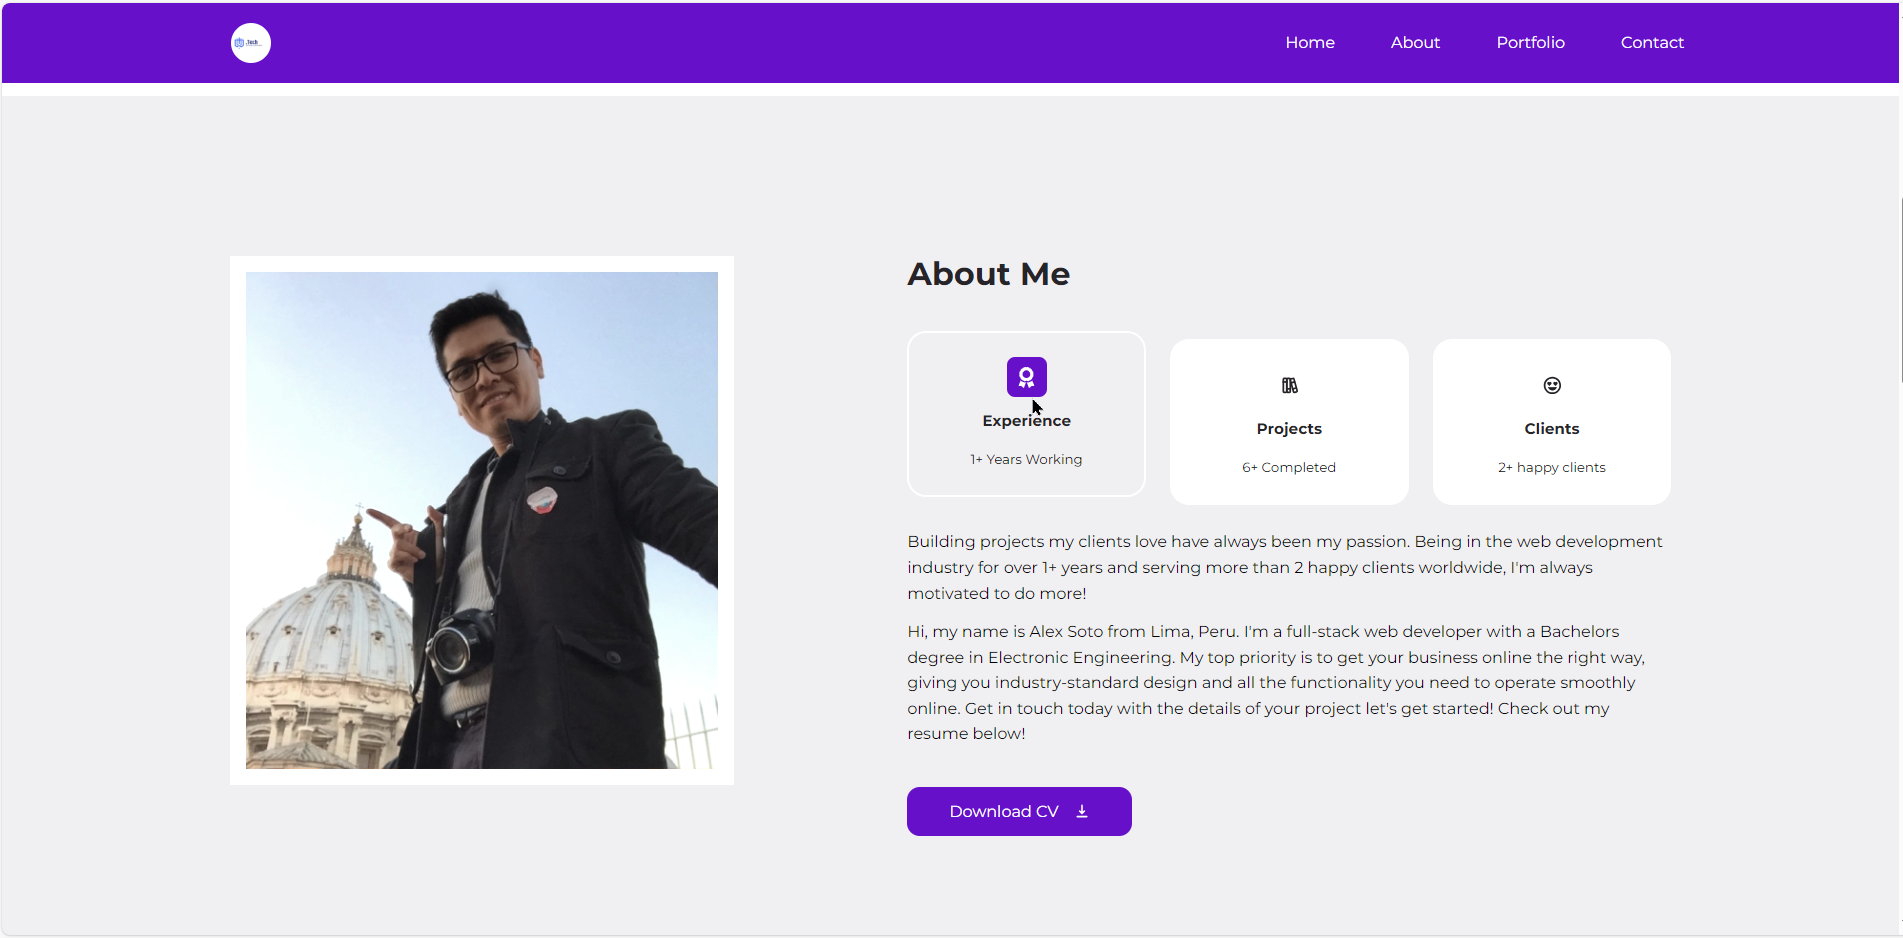 .Tech
Home
About
Portfolio
Contact
About Me
Experience
1+ Years Working
Projects
6+ Completed
Clients
2+ happy clients
Building projects my clients love have always been my passion. Being in the web development
industry for over 1+ years and serving more than 2 happy clients worldwide, I'm always
motivated to do more!
Hi, my name is Alex Soto from Lima, Peru. I'm a full-stack web developer with a Bachelors
degree in Electronic Engineering. My top priority is to get your business online the right way,
giving you industry-standard design and all the functionality you need to operate smoothly
online. Get in touch today with the details of your project let's get started! Check out my
resume below!
Download CV